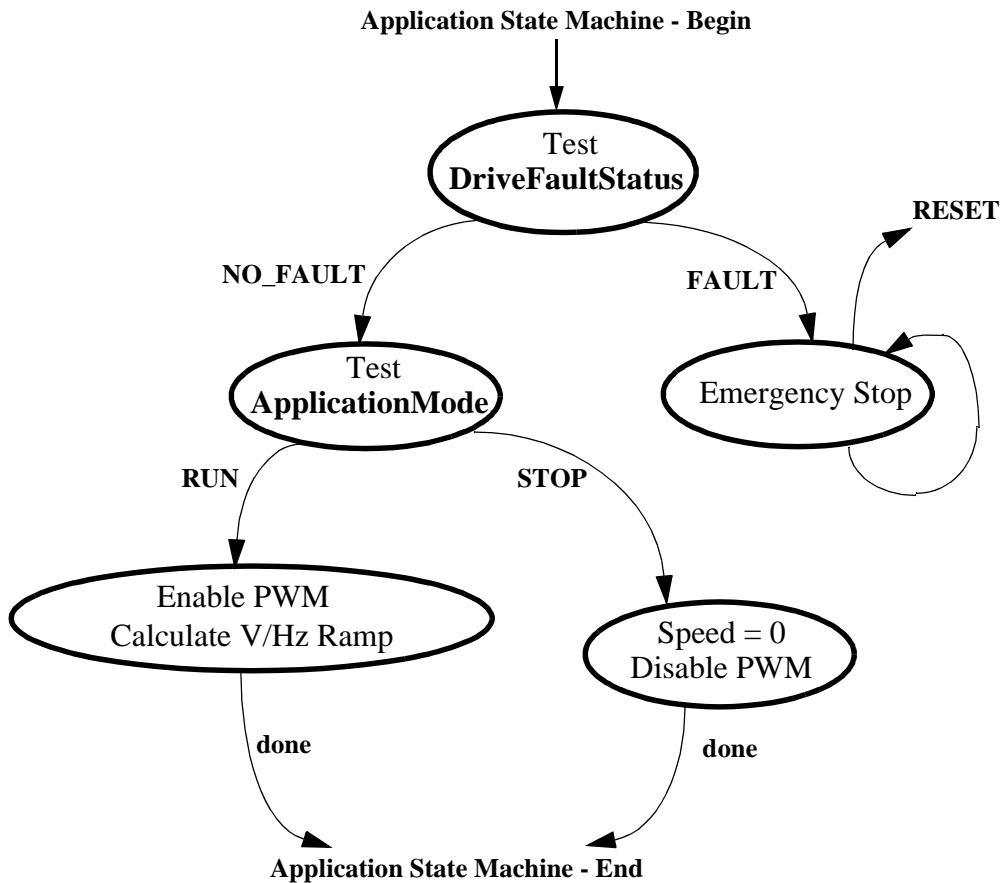 Application State Machine - Begin
Test
DriveFaultStatus
RESET
NO_FAULT
FAULT
Test
ApplicationMode
Emergency Stop
RUN
STOP
Enable PWM
Calculate V/Hz Ramp
Speed = 0
Disable PWM
done
done
Application State Machine - End